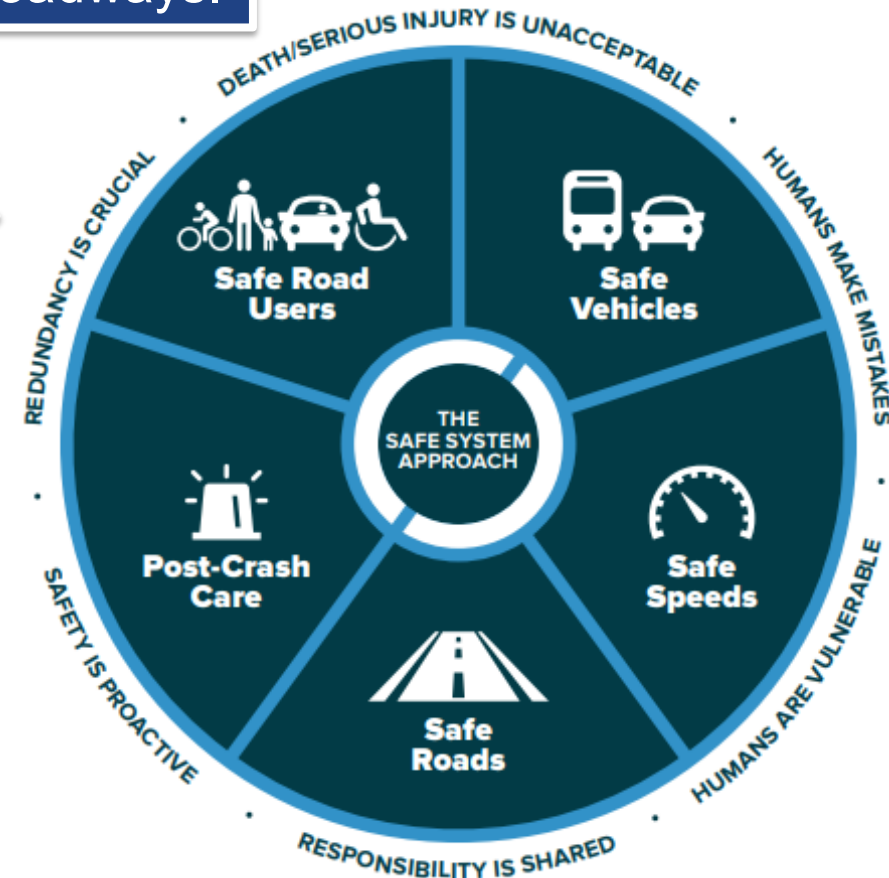 DEATH/SERIOUS INJURY IS UNACCEPTABLE
HUMANS MAKE MISTAKES
HUMANS ARE VULNERABLE
RESPONSIBILITY IS SHARED
SAFETY IS PROACTIVE
REDUNDANCY IS CRUCIAL
Safe Road
Users
Safe
Vehicles
THE
SAFE SYSTEM
APPROACH
Post-Crash
Care
Safe
Speeds
Safe
Roads